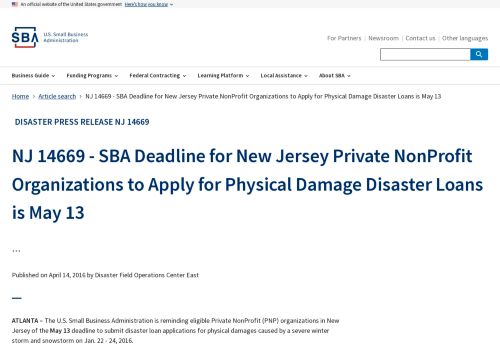 An official website of the United States government Here's how you know
SBA U.S. Small Business
Administration
For Partners Newsroom Contact us Other languages
Business Guide Funding Programs Federal Contracting Learning Platform Local Assistance About SBA
Home Article search NJ 14669 - SBA Deadline for New Jersey Private NonProfit Organizations to Apply for Physical Damage Disaster Loans is May 13
DISASTER PRESS RELEASE NJ 14669
NJ 14669 - SBA Deadline for New Jersey Private NonProfit
Organizations to Apply for Physical Damage Disaster Loans
is May 13
...
Published on April 14, 2016 by Disaster Field Operations Center East
ATLANTA – The U.S. Small Business Administration is reminding eligible Private NonProfit (PNP) organizations in
New Jersey of the May 13 deadline to submit disaster loan applications for physical damages caused by a severe winter
storm and snowstorm on Jan. 22 - 24, 2016.